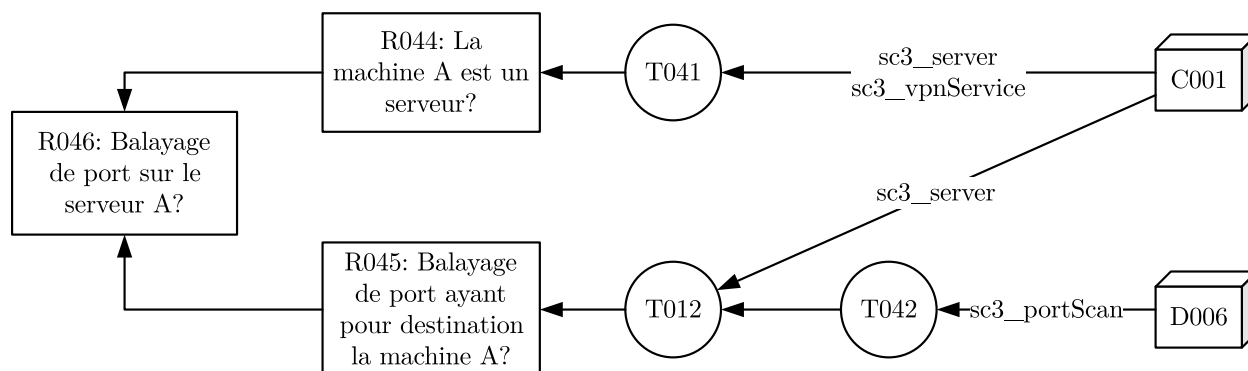 R044: La
machine A est un
serveur?
T041
sc3_server
sc3_vpnService
C001
R046: Balayage
de port sur le
serveur A?
sc3_server
R045: Balayage
de port ayant
pour destination
la machine A?
T012
T042
sc3_portScan
D006